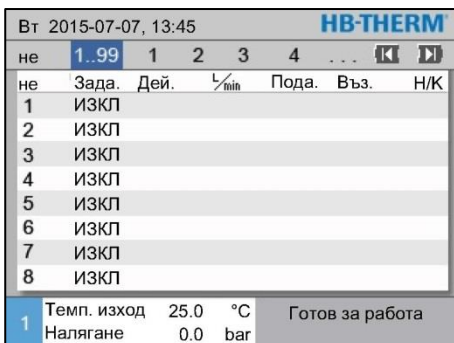 Вт 2015-07-07, 13:45 HB-THERM
не 1..99 1 2 3 4 ...
не Зада. Дей. L/min Пода. Въз. Н/К
1 ИЗКЛ
2 ИЗКЛ
3 ИЗКЛ
4 ИЗКЛ
5 ИЗКЛ
6 ИЗКЛ
7 ИЗКЛ
8 ИЗКЛ
1 Темп. изход 25.0 °C Готов за работа
Налягане 0.0 bar